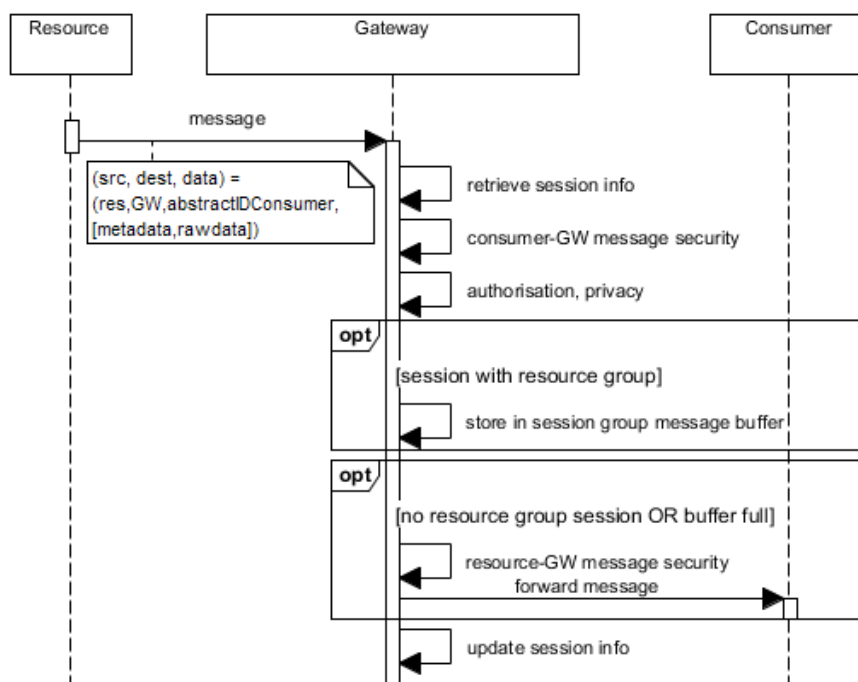 Resource
Gateway
Consumer
message
(src, dest, data) =
(res,GW,abstractIDConsumer,
[metadata,rawdata])
retrieve session info
consumer-GW message security
authorisation, privacy
opt
[session with resource group]
store in session group message buffer
opt
[no resource group session OR buffer full]
resource-GW message security
forward message
update session info